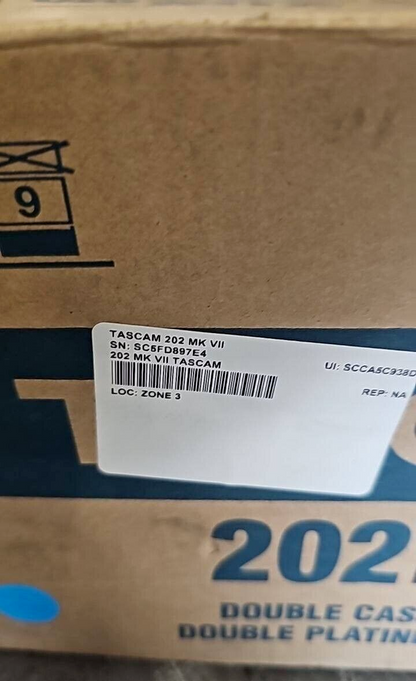 9
TASCAM 202 MK VII
SN: SC5FD897E4
202 MK VII TASCAM
UI: SCCA5C938D
LOC: ZONE 3
REP: NA
202
DOUBLE CAS
DOUBLE PLATIN